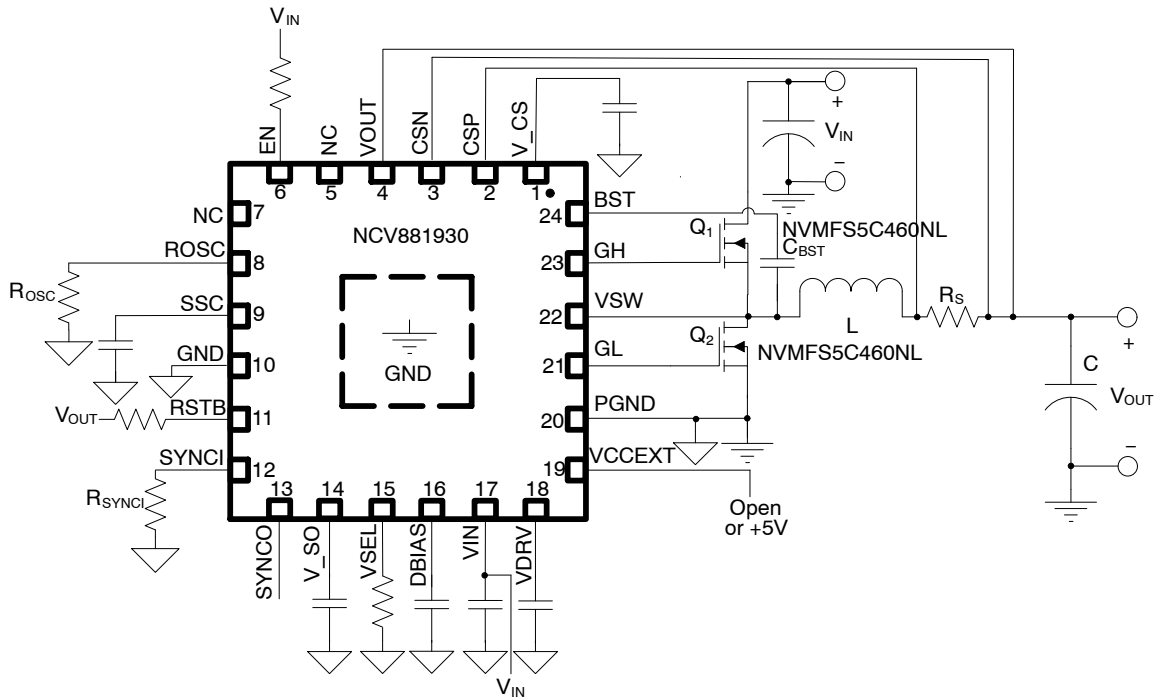 VIN
EN
NC
VOUT
CSN
CSP
V_CS
6
5
4
3
2
1
+
VIN
−
NC
7
NCV881930
24
BST
Q1
NVMFS5C460NL
CBST
ROSC
8
23
GH
ROSC
SSC
9
22
VSW
L
RS
+
GND
10
GND
21
GL
Q2
NVMFS5C460NL
C
VOUT
−
VOUT
RSTB
11
20
PGND
SYNCI
12
19
VCCEXT
RSYNCI
13
14
15
16
17
18
Open
or +5V
SYNCO
V_SO
VSEL
DBIAS
VIN
VDRV
VIN